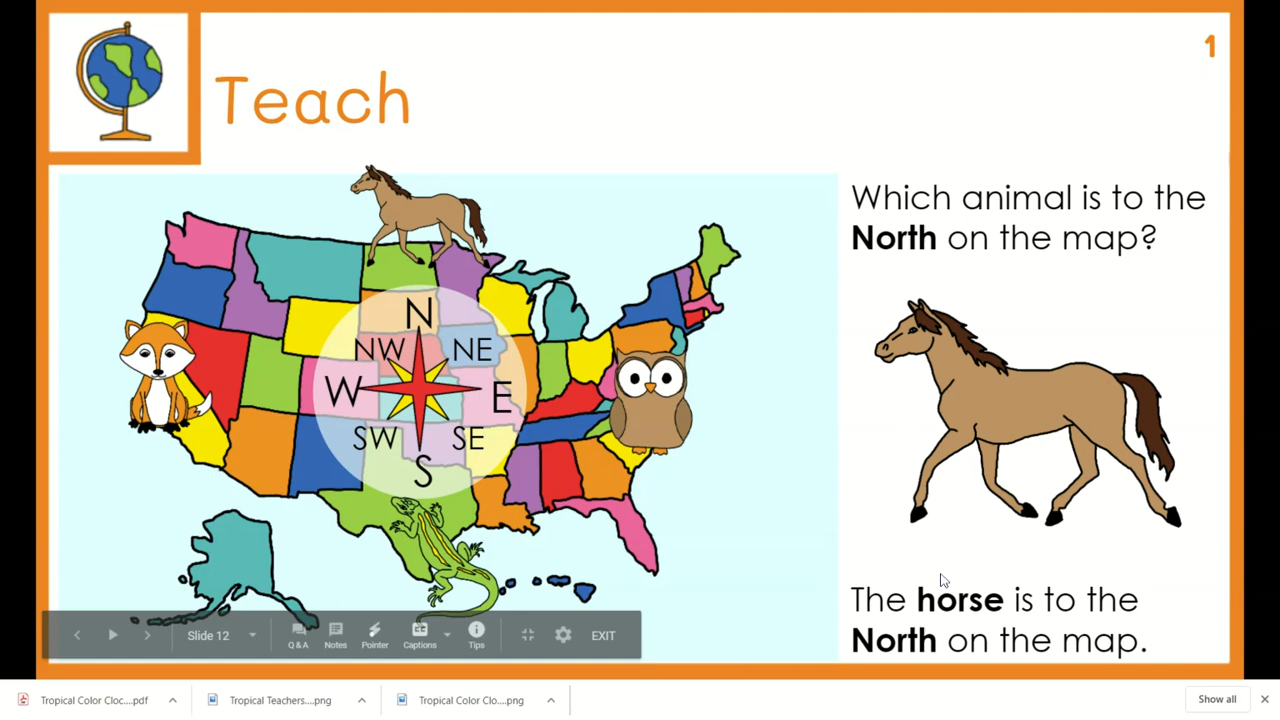 1
Teach
Which animal is to the
North on the map?
N
NW NE
W E
SW SE
S
The horse is to the
North on the map.
Slide 12
Q & A Notes Pointer Captions Tips EXIT
Tropical Color Cloc....pdf Tropical Teachers....png Tropical Color Clo....png Show all